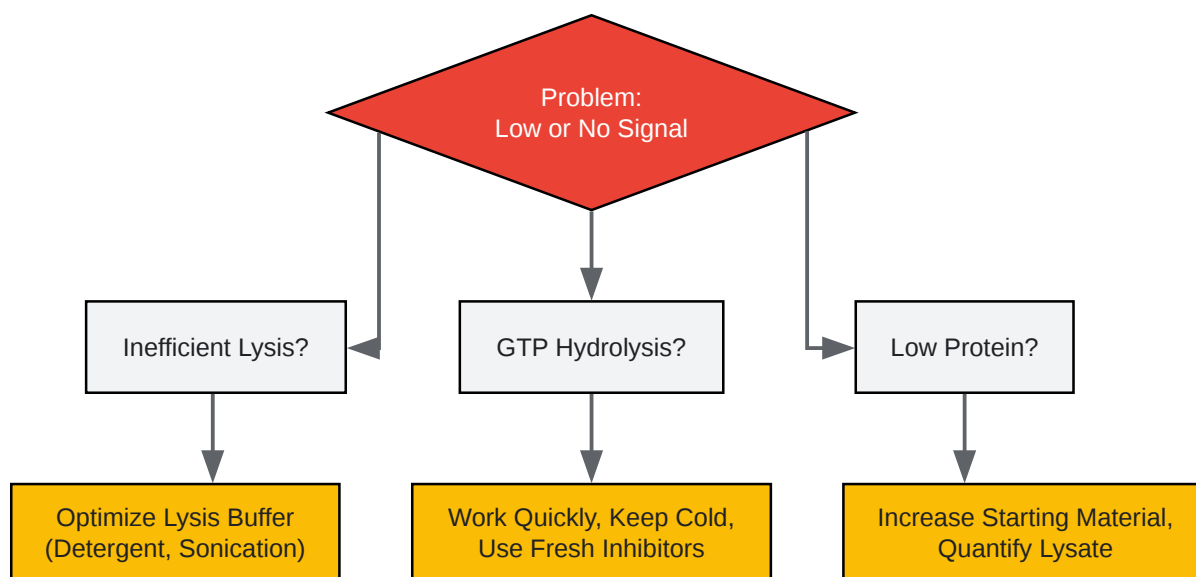 Problem:
Low or No Signal
Inefficient Lysis?
GTP Hydrolysis?
Low Protein?
Optimize Lysis Buffer
(Detergent, Sonication)
Work Quickly, Keep Cold,
Use Fresh Inhibitors
Increase Starting Material,
Quantify Lysate